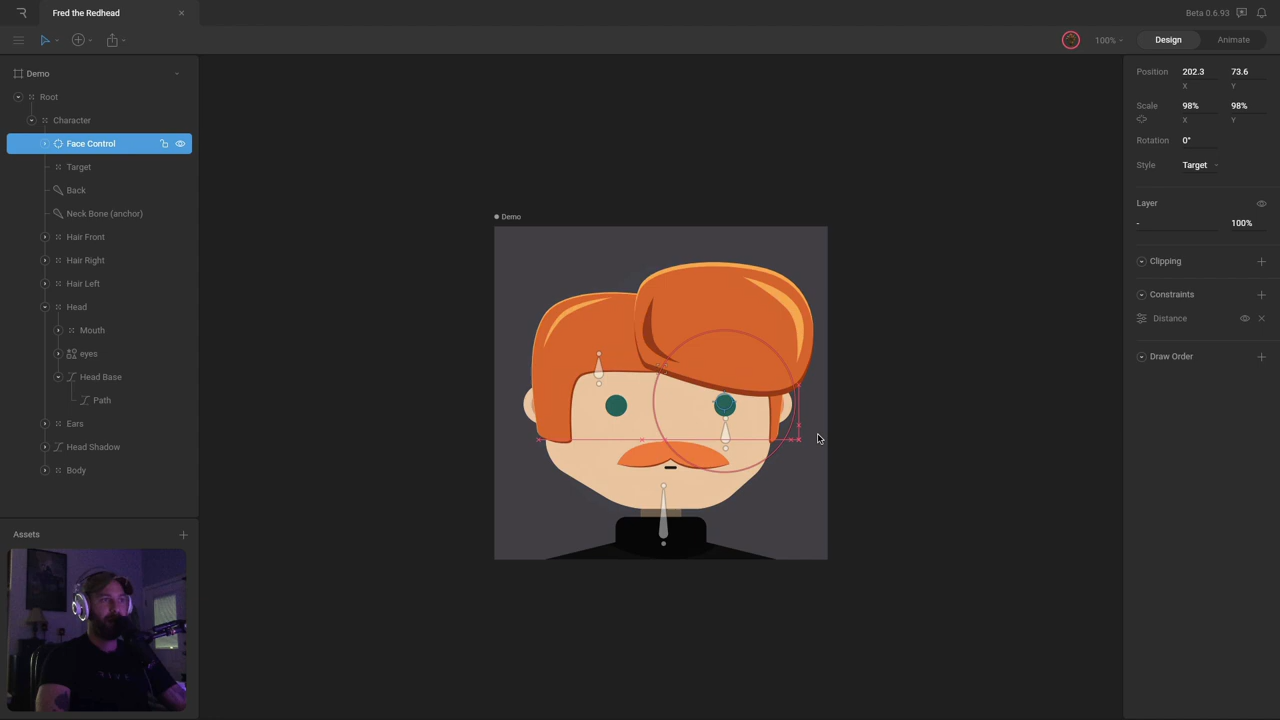 Fred the Redhead
Beta 0.6.93
100%
Design
Animate
Demo
Root
Character
Face Control
Target
Back
Neck Bone (anchor)
Hair Front
Hair Right
Hair Left
Head
Mouth
eyes
Head Base
Path
Ears
Head Shadow
Body
Assets
Demo
Position 202.3 73.6
X Y
Scale 98% 98%
X Y
Rotation 0°
Style Target
Layer
- 100%
Clipping
Constraints
Distance
Draw Order